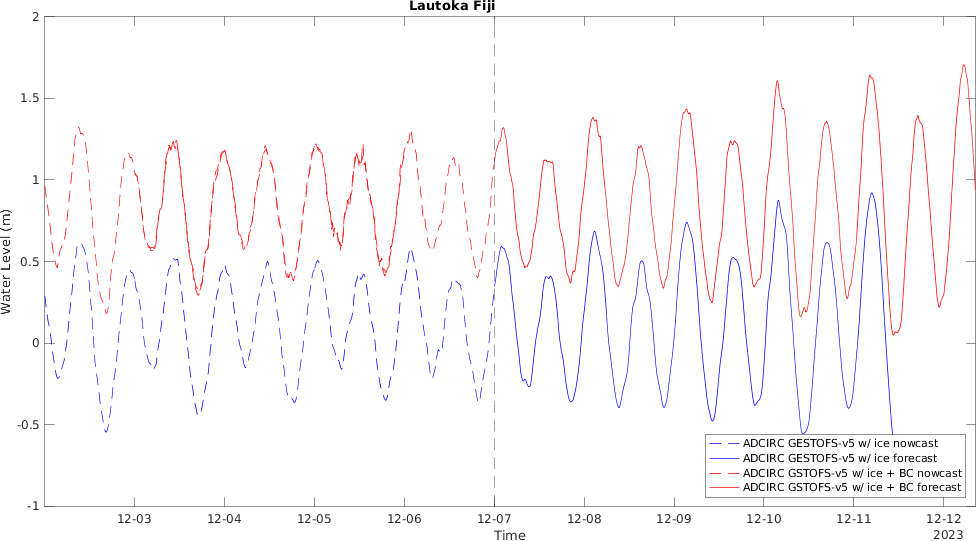 Lautoka Fiji
2
1.5
1
0.5
0
-0.5
-1
Water Level (m)
ADCIRC GESTOFS-v5 w/ ice nowcast
ADCIRC GESTOFS-v5 w/ ice forecast
ADCIRC GSTOFS-v5 w/ ice + BC nowcast
ADCIRC GSTOFS-v5 w/ ice + BC forecast
12-03 12-04 12-05 12-06 12-07 12-08 12-09 12-10 12-11 12-12
Time 2023